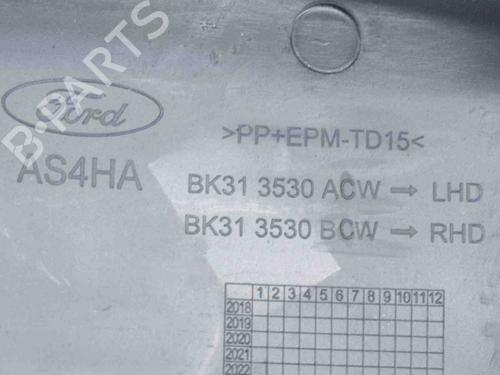 Ford
B-PARTS
>PP+EPM-TD15<
AS4HA
BK31 3530 ACW → LHD
BK31 3530 BCW → RHD
1 2 3 4 5 6 7 8 9 10 11 12
2018
2019
2020
2021
2022